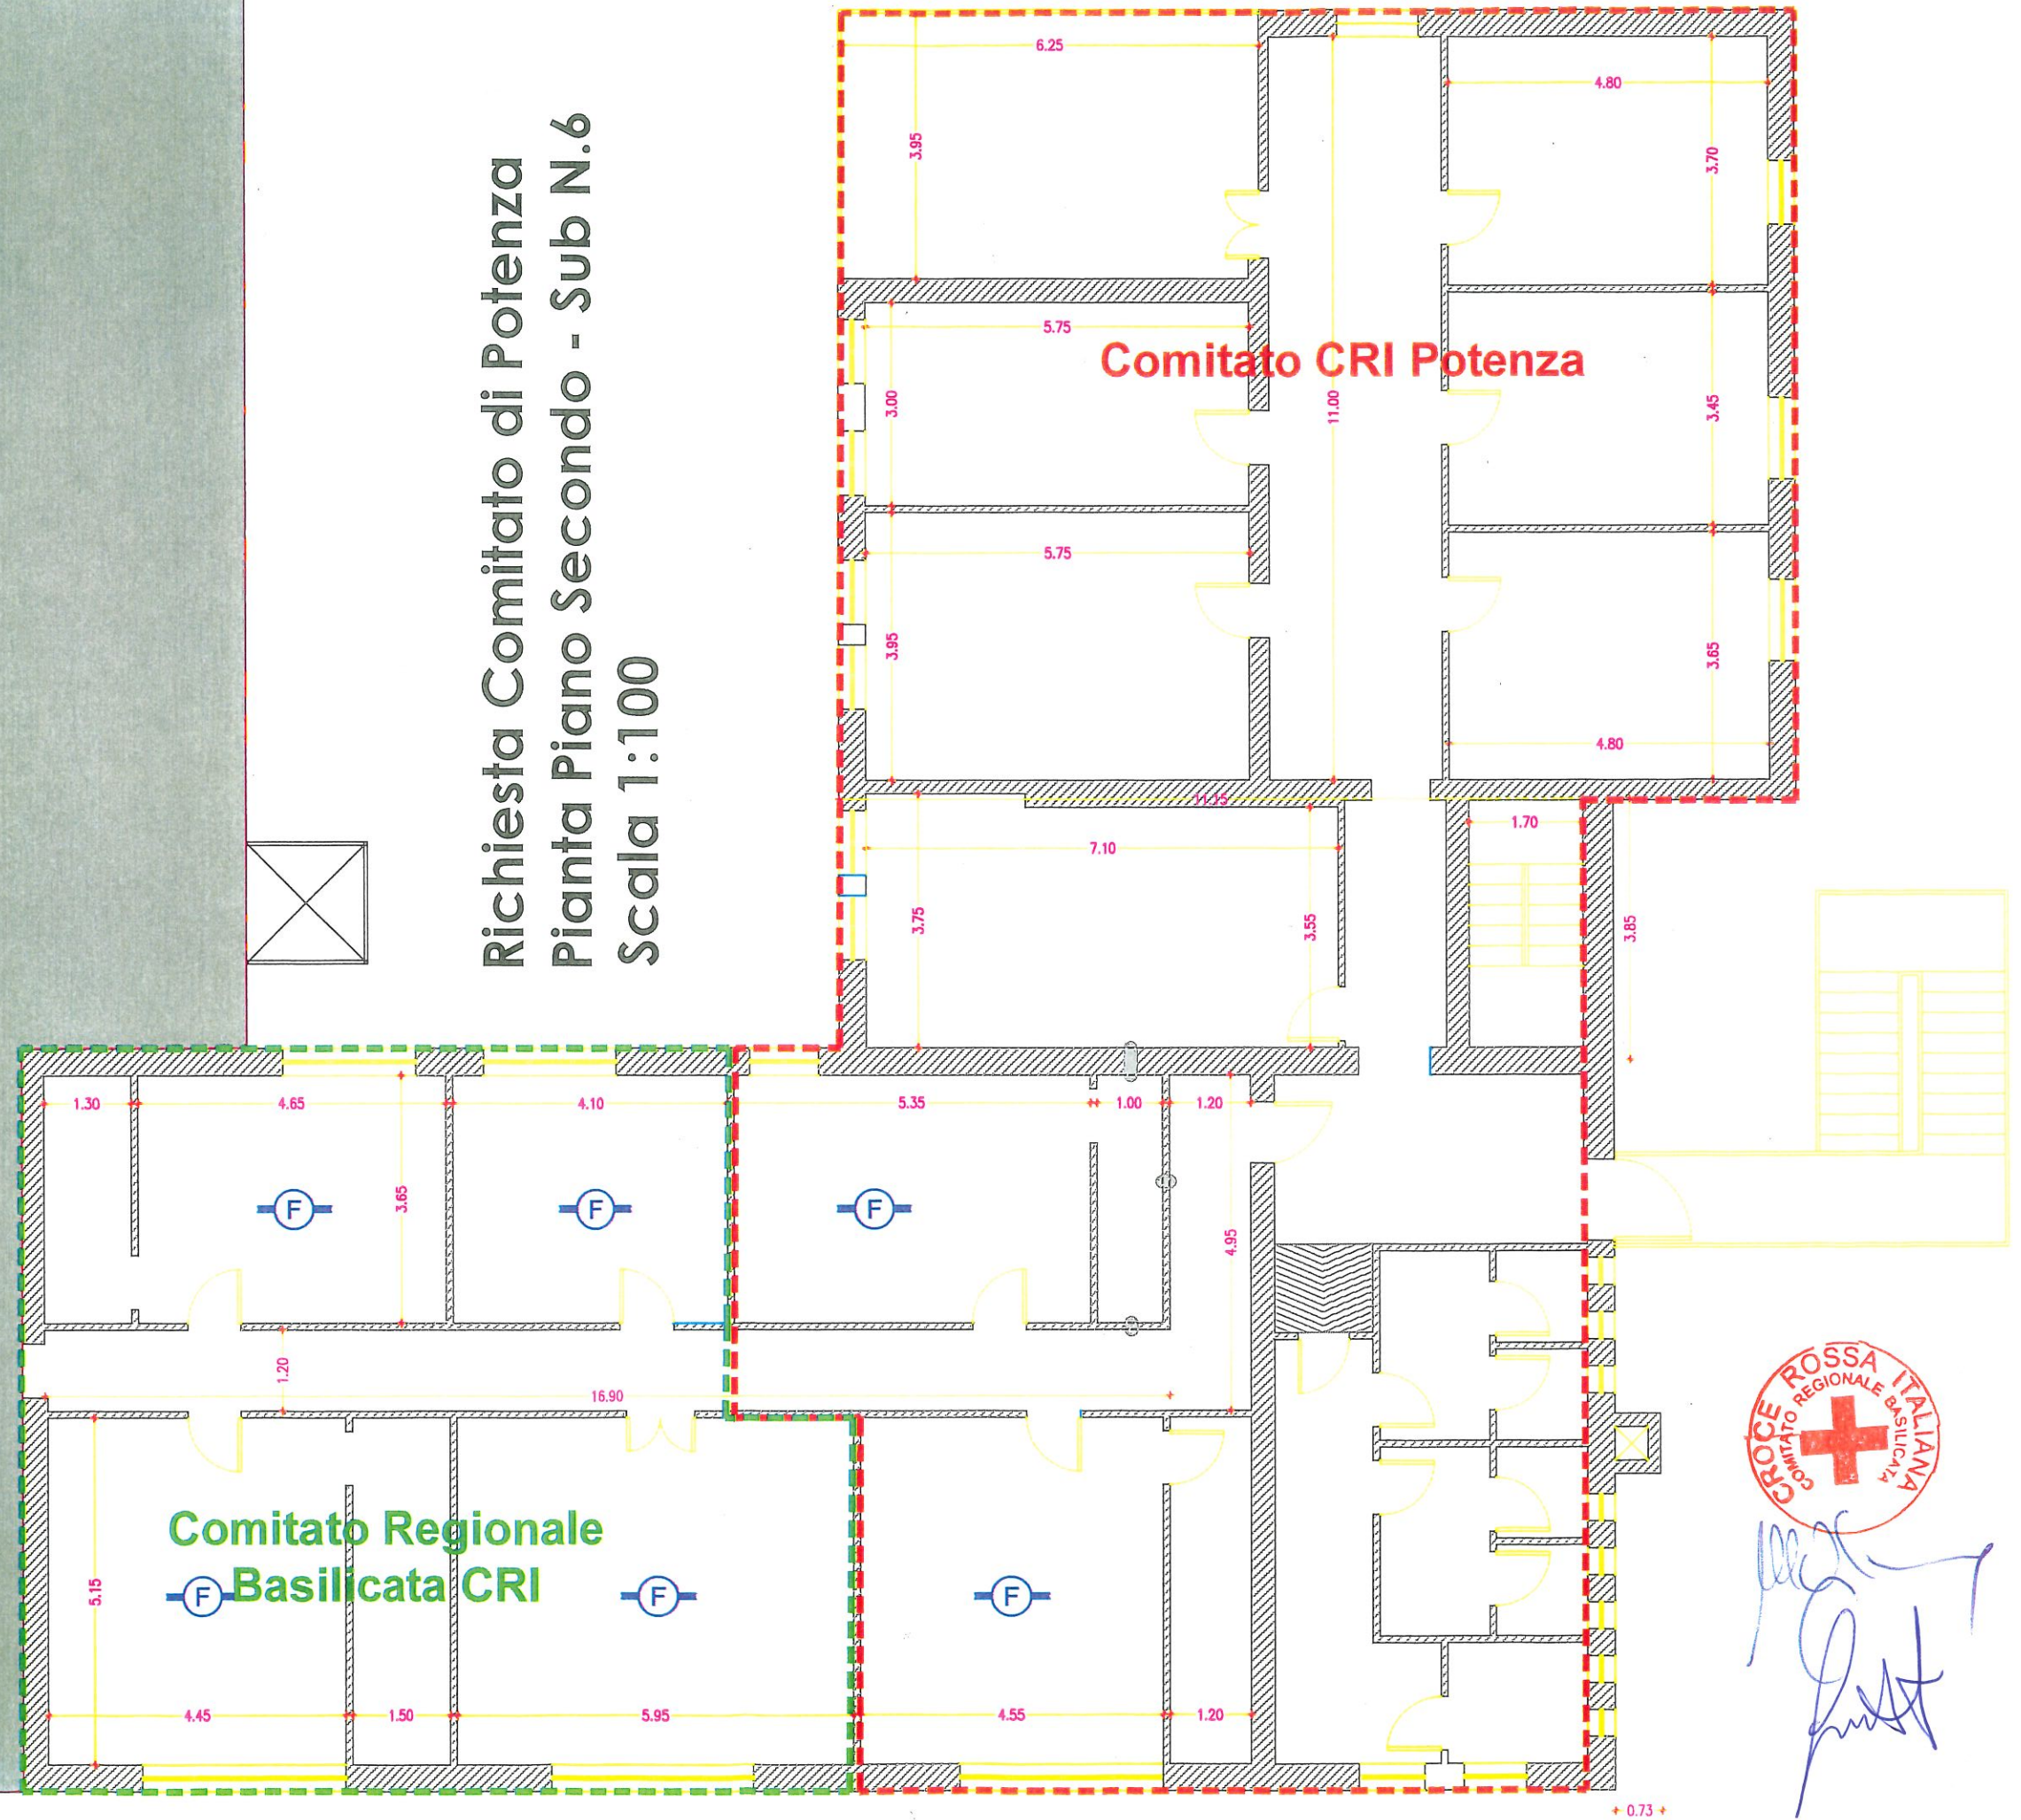 Richiesta Comitato di Potenza
Pianta Piano Secondo - Sub N.6
Scala 1:100
6.25
4.80
3.95
3.70
5.75
Comitato CRI Potenza
3.00
11.00
3.45
5.75
3.95
3.65
4.80
11.15
1.70
7.10
3.75
3.55
3.85
1.30
4.65
4.10
5.35
1.00
1.20
3.65
F
F
F
4.95
1.20
16.90
Comitato Regionale
Basilicata CRI
5.15
F
F
F
4.45
1.50
5.95
4.55
1.20
0.73
CROCE ROSSA ITALIANA
COMITATO REGIONALE BASILICATA